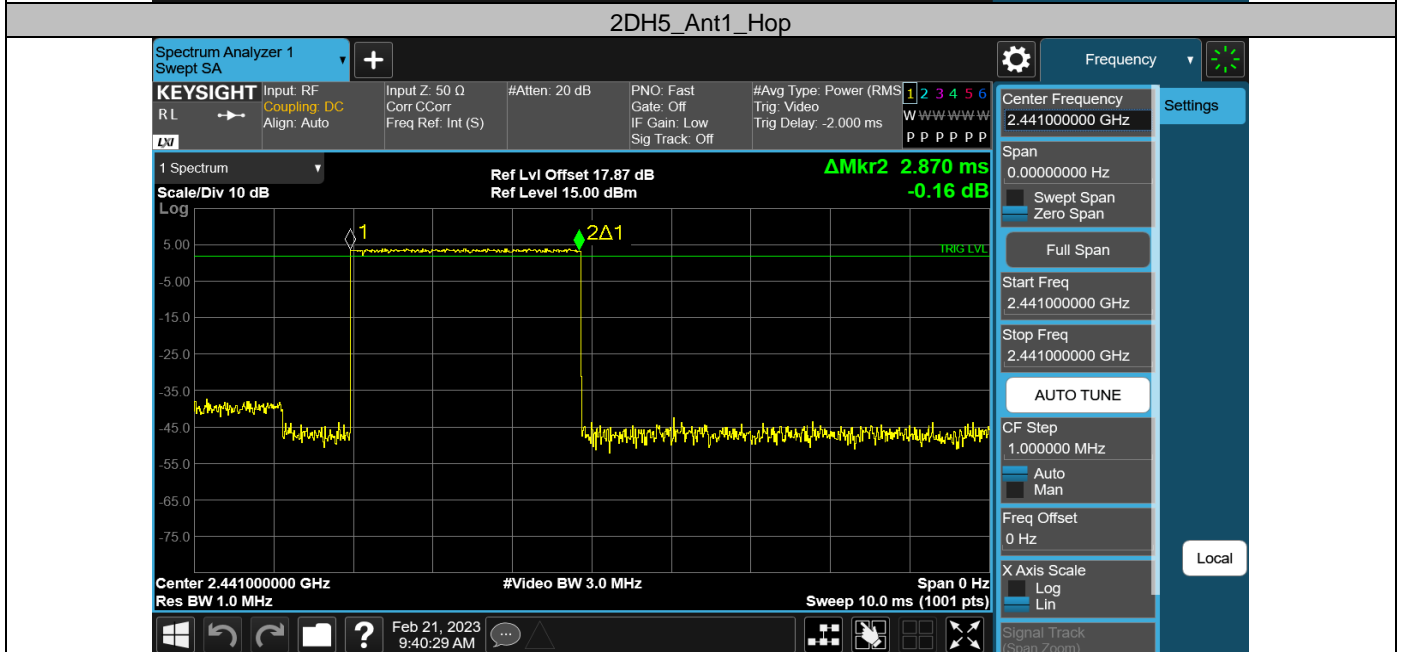 2DH5_Ant1_Hop
Spectrum Analyzer 1
Swept SA
Frequency
KEYSIGHT
RL
LXI
Input: RF
Coupling: DC
Align: Auto
Input Z: 50 Ω
Corr CCorr
Freq Ref: Int (S)
#Atten: 20 dB
PNO: Fast
Gate: Off
IF Gain: Low
Sig Track: Off
#Avg Type: Power (RMS
Trig: Video
Trig Delay: -2.000 ms
1 2 3 4 5 6
W W W W W W
P P P P P P
1 Spectrum
Scale/Div 10 dB
Log
Ref Lvl Offset 17.87 dB
Ref Level 15.00 dBm
ΔMkr2 2.870 ms
-0.16 dB
1
2Δ1
TRIG LVL
5.00
-5.00
-15.0
-25.0
-35.0
-45.0
-55.0
-65.0
-75.0
Center 2.441000000 GHz
#Video BW 3.0 MHz
Span 0 Hz
Res BW 1.0 MHz
Sweep 10.0 ms (1001 pts)
Feb 21, 2023
9:40:29 AM
?
Center Frequency
2.441000000 GHz
Settings
Span
0.00000000 Hz
Swept Span
Zero Span
Full Span
Start Freq
2.441000000 GHz
Stop Freq
2.441000000 GHz
AUTO TUNE
CF Step
1.000000 MHz
Auto
Man
Freq Offset
0 Hz
X Axis Scale
Log
Lin
Local
Signal Track
(Span Zoom)